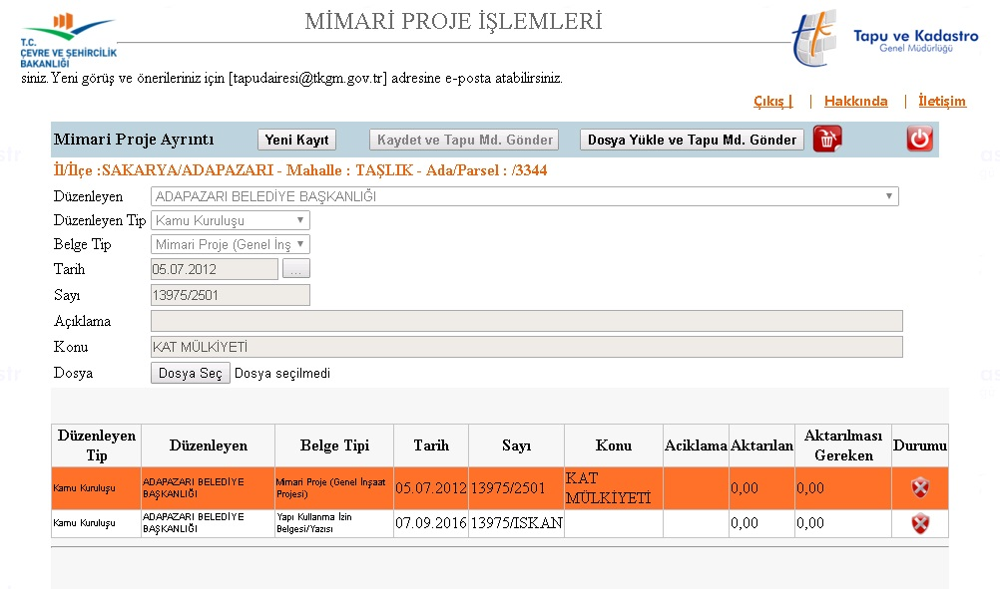 MİMARİ PROJE İŞLEMLERİ
T.C.
ÇEVRE VE ŞEHİRCİLİK
BAKANLIĞI
Tapu ve Kadastro
Genel Müdürlüğü
siniz.Yeni görüş ve önerileriniz için [tapudairesi@tkgm.gov.tr] adresine e-posta atabilirsiniz.
Çıkış | | Hakkında | İletişim
Mimari Proje Ayrıntı Yeni Kayıt Kaydet ve Tapu Md. Gönder Dosya Yükle ve Tapu Md. Gönder
İl/İlçe :SAKARYA/ADAPAZARI - Mahalle : TAŞLIK - Ada/Parsel : /3344
Düzenleyen ADAPAZARI BELEDİYE BAŞKANLIĞI
Düzenleyen Tip Kamu Kuruluşu
Belge Tip Mimari Proje (Genel İnş
Tarih 05.07.2012 ...
Sayı 13975/2501
Açıklama
Konu KAT MÜLKİYETİ
Dosya Dosya Seç Dosya seçilmedi
Düzenleyen Tip Düzenleyen Belge Tipi Tarih Sayı Konu Aciklama Aktarılan Aktarılması Gereken Durumu
Kamu Kuruluşu ADAPAZARI BELEDİYE BAŞKANLIĞI Mimari Proje (Genel İnşaat Projesi) 05.07.2012 13975/2501 KAT MÜLKİYETİ 0,00 0,00
Kamu Kuruluşu ADAPAZARI BELEDİYE BAŞKANLIĞI Yapı Kullanma İzin Belgesi/Yazısı 07.09.2016 13975/ISKAN 0,00 0,00